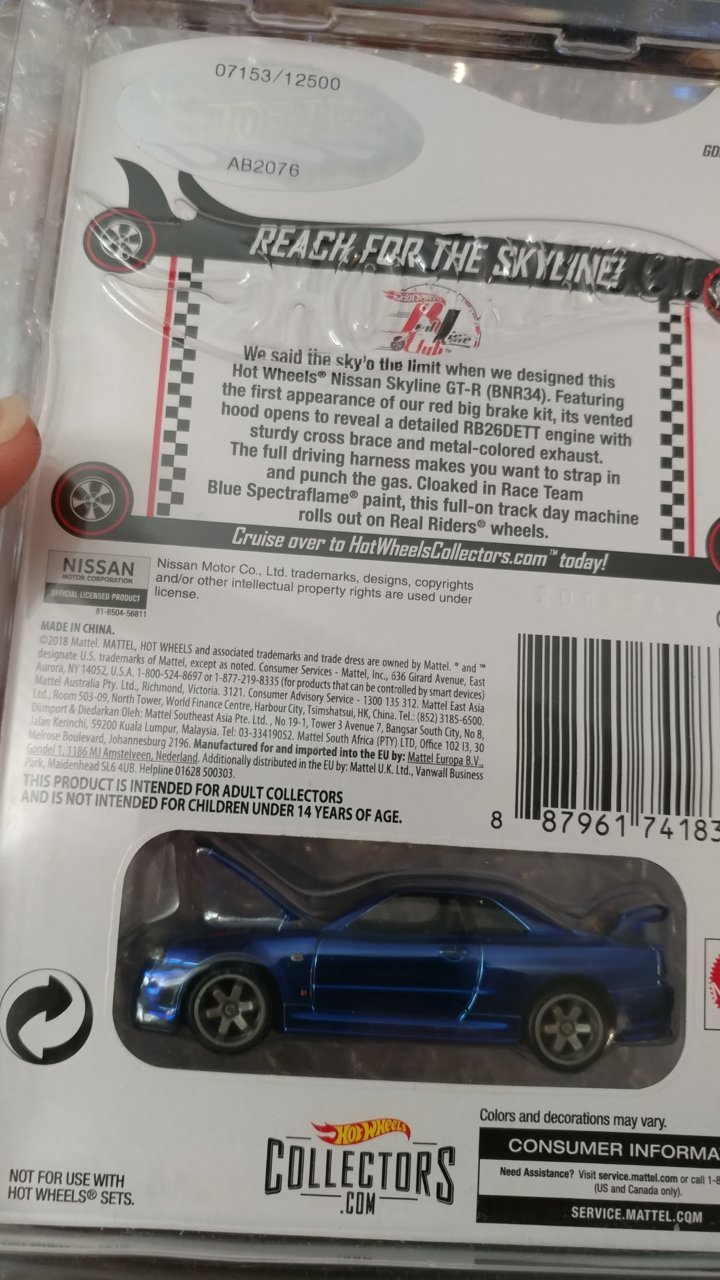 07153/12500
AB2076
REACH FOR THE SKYLINE!
HOT WHEELS
Red Line
Club™
We said the sky's the limit when we designed this
Hot Wheels® Nissan Skyline GT-R (BNR34). Featuring
the first appearance of our red big brake kit, its vented
hood opens to reveal a detailed RB26DETT engine with
sturdy cross brace and metal-colored exhaust.
The full driving harness makes you want to strap in
and punch the gas. Cloaked in Race Team
Blue Spectraflame® paint, this full-on track day machine
rolls out on Real Riders® wheels.
Cruise over to HotWheelsCollectors.com™ today!
NISSAN
MOTOR CORPORATION
OFFICIAL LICENSED PRODUCT
81-6504-56811
Nissan Motor Co., Ltd. trademarks, designs, copyrights
and/or other intellectual property rights are used under
license.
MADE IN CHINA.
©2018 Mattel. MATTEL, HOT WHEELS and associated trademarks and trade dress are owned by Mattel. ® and ™
designate U.S. trademarks of Mattel, except as noted. Consumer Services - Mattel, Inc., 636 Girard Avenue, East
Aurora, NY 14052, U.S.A. 1-800-524-8697 or 1-877-219-8335 (for products that can be controlled by smart devices)
Mattel Australia Pty. Ltd., Richmond, Victoria. 3121. Consumer Advisory Service - 1300 135 312. Mattel East Asia
Ltd., Room 503-09, North Tower, World Finance Centre, Harbour City, Tsimshatsui, HK, China. Tel.: (852) 3185-6500.
Diimport & Diedarkan Oleh: Mattel Southeast Asia Pte. Ltd., No 19-1, Tower 3 Avenue 7, Bangsar South City, No 8,
Jalan Kerinchi, 59200 Kuala Lumpur, Malaysia. Tel: 03-33419052. Mattel South Africa (PTY) LTD, Office 102 I3, 30
Melrose Boulevard, Johannesburg 2196. Manufactured for and imported into the EU by: Mattel Europa B.V.,
Gondel 1, 1186 MJ Amstelveen, Nederland. Additionally distributed in the EU by: Mattel U.K. Ltd., Vanwall Business
Park, Maidenhead SL6 4UB. Helpline 01628 500303.
THIS PRODUCT IS INTENDED FOR ADULT COLLECTORS
AND IS NOT INTENDED FOR CHILDREN UNDER 14 YEARS OF AGE.
8 87961 74183
NOT FOR USE WITH
HOT WHEELS® SETS.
HOT WHEELS
COLLECTORS
.COM
Colors and decorations may vary.
CONSUMER INFORMA
Need Assistance? Visit service.mattel.com or call 1-8
(US and Canada only).
SERVICE.MATTEL.COM